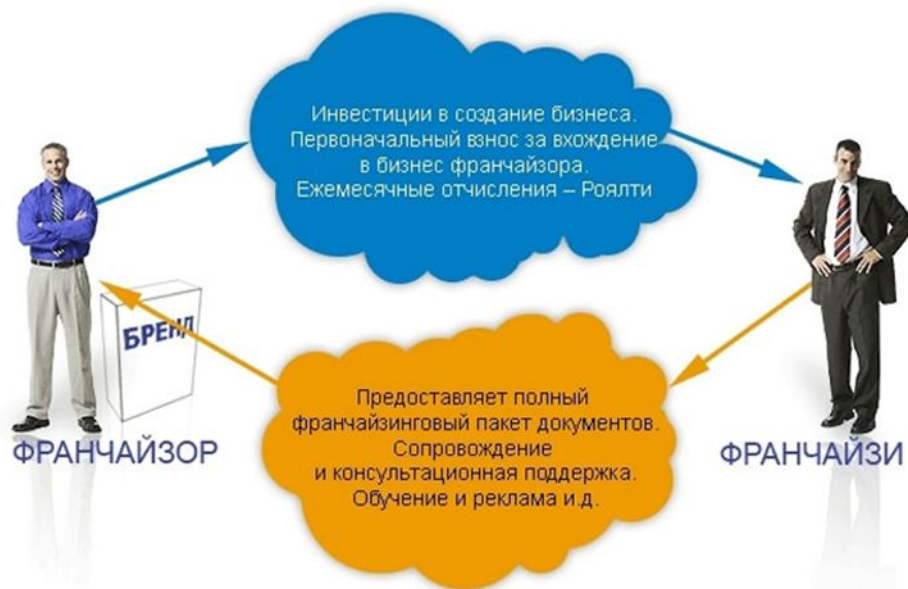 Инвестиции в создание бизнеса.
Первоначальный взнос за вхождение
в бизнес франчайзора.
Ежемесячные отчисления – Роялти
БРЕНД
ФРАНЧАЙЗОР
Предоставляет полный
франчайзинговый пакет документов.
Сопровождение
и консультационная поддержка.
Обучение и реклама и.д.
ФРАНЧАЙЗИ